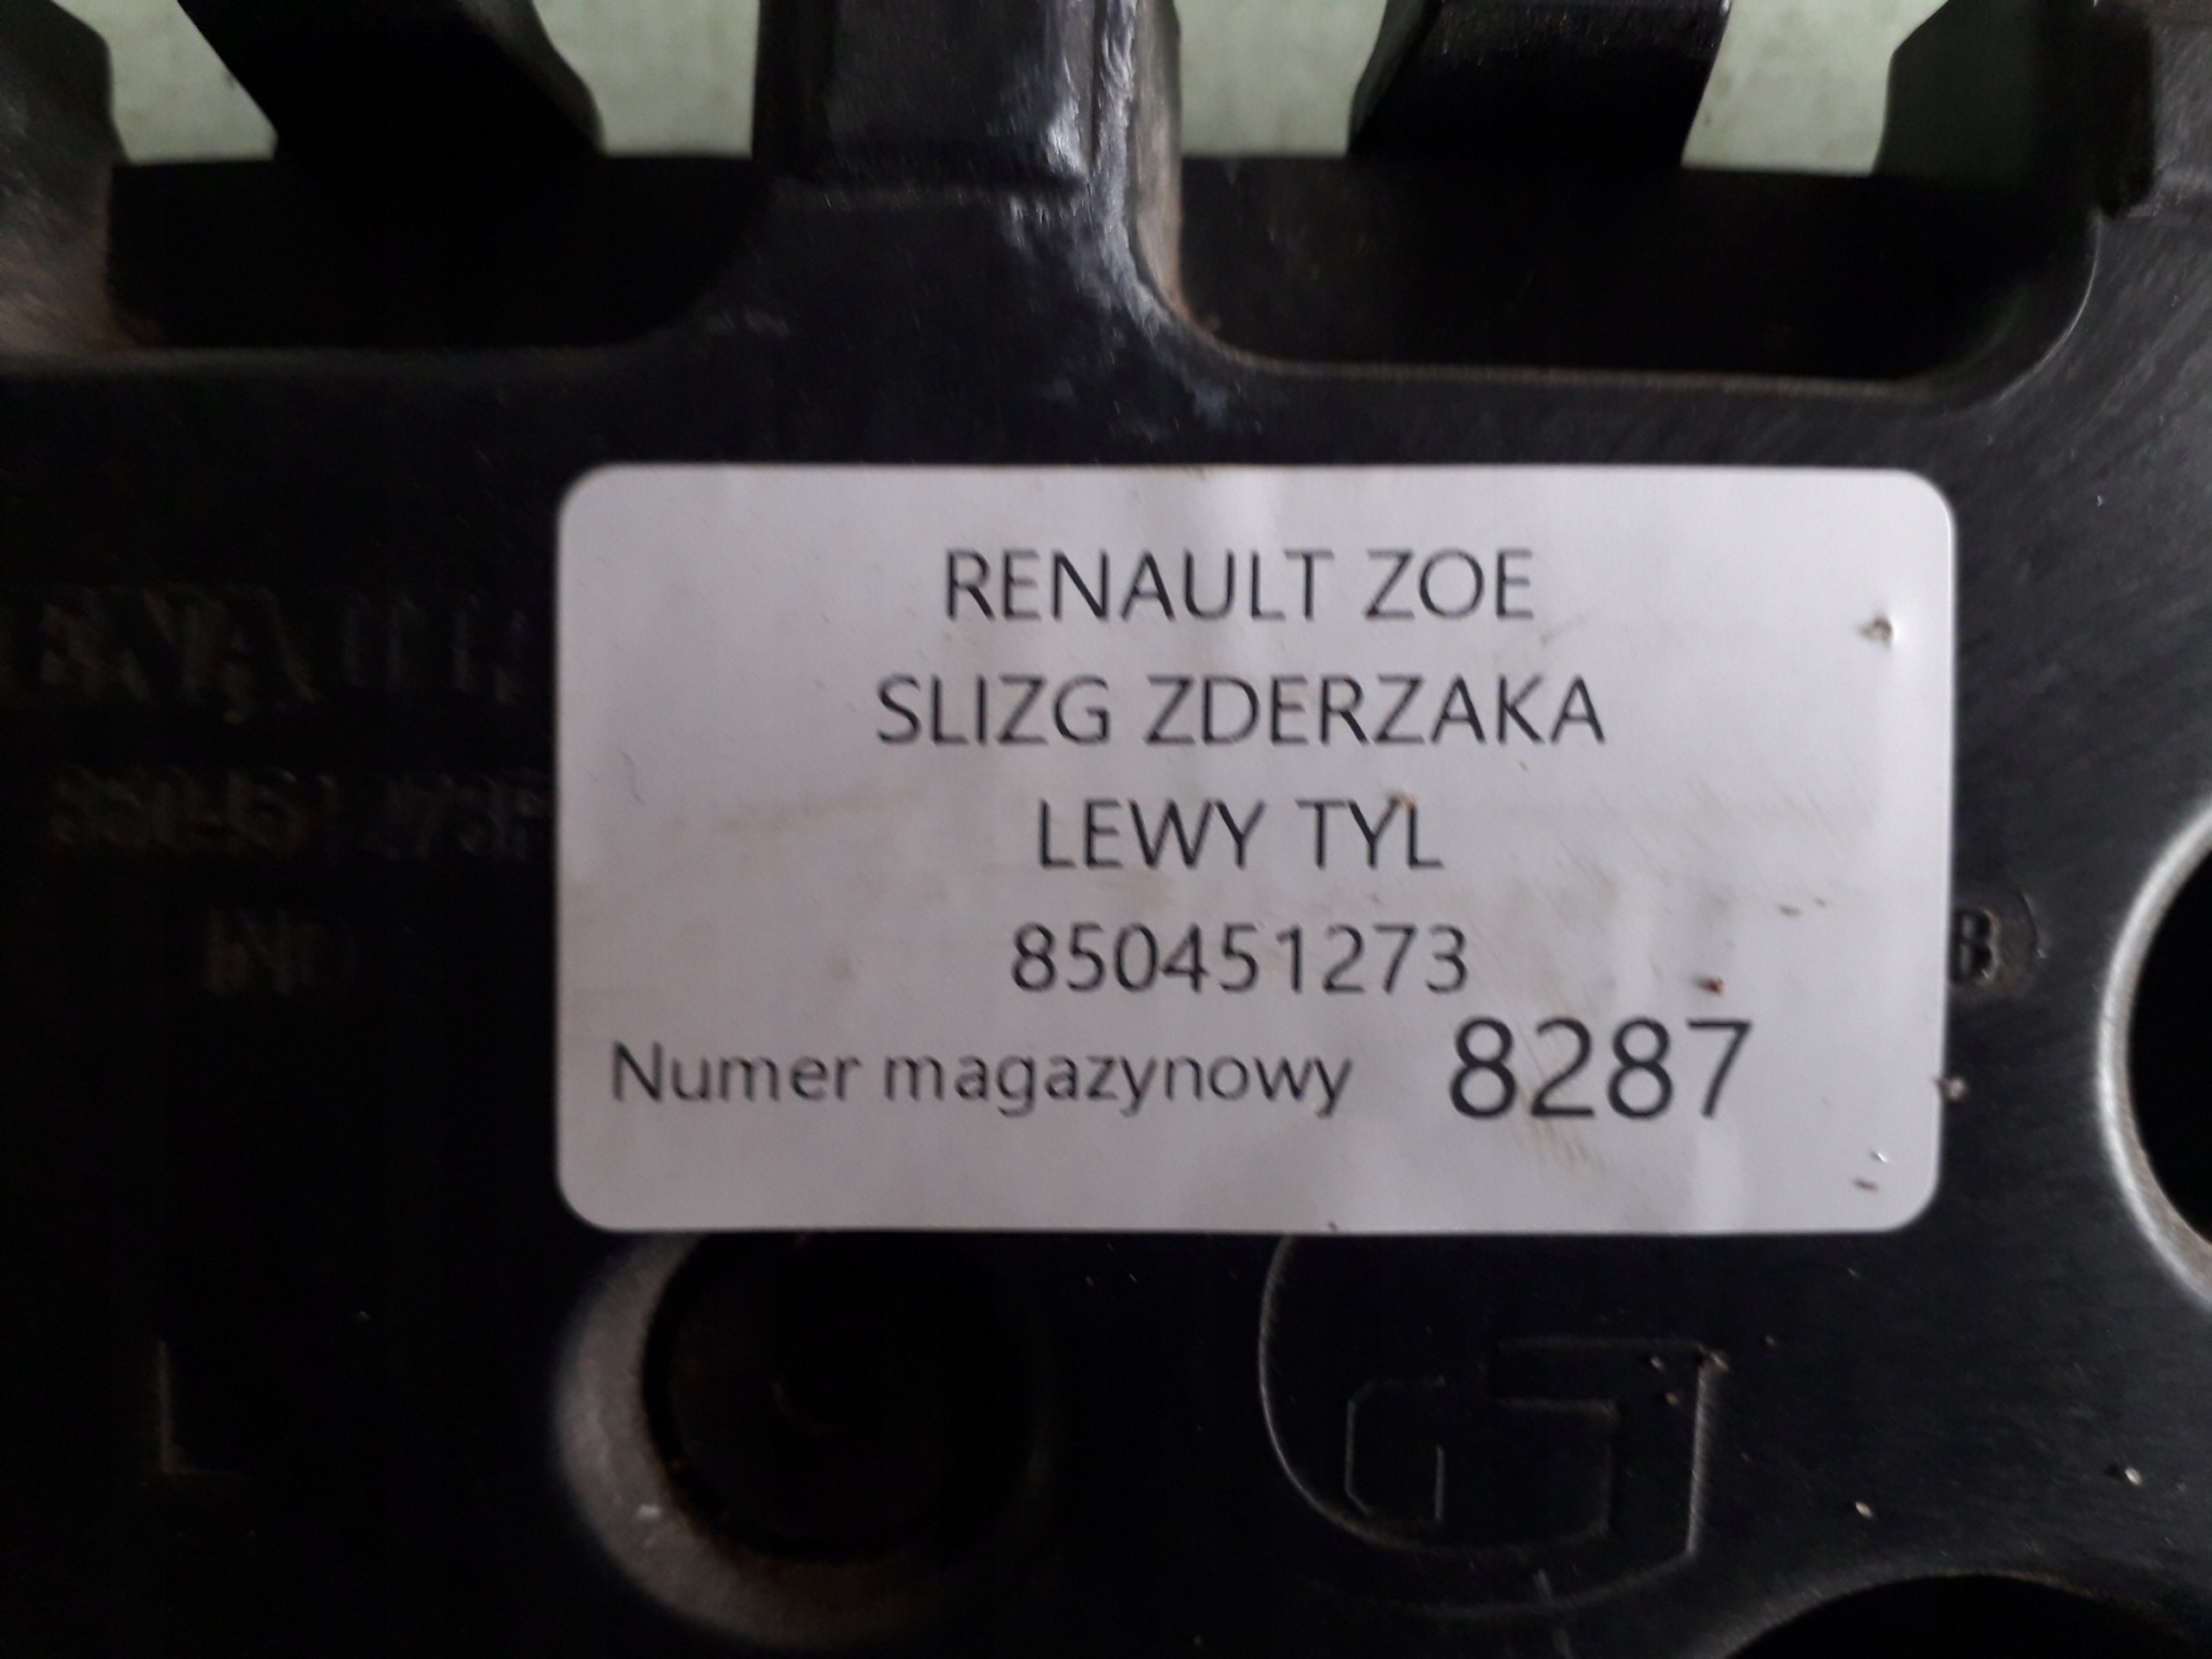 RENAULT ZOE
SLIZG ZDERZAKA
LEWY TYL
850451273
Numer magazynowy 8287
B
G